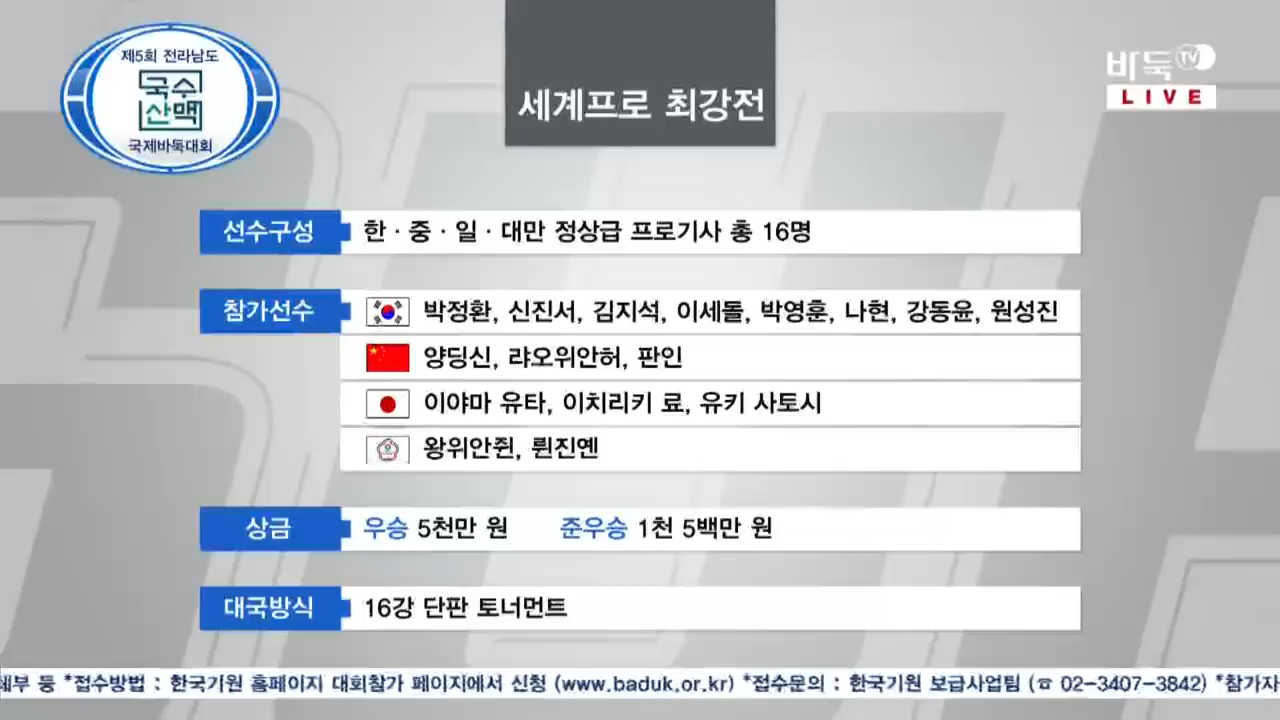 제5회 전라남도
국수
산맥
국제바둑대회
세계프로 최강전
바둑TV
LIVE
선수구성
한·중·일·대만 정상급 프로기사 총 16명
참가선수
박정환, 신진서, 김지석, 이세돌, 박영훈, 나현, 강동윤, 원성진
양딩신, 랴오위안허, 판인
이야마 유타, 이치리키 료, 유키 사토시
왕위안쥔, 뤼진옌
상금
우승 5천만 원 준우승 1천 5백만 원
대국방식
16강 단판 토너먼트
등 *접수방법 : 한국기원 홈페이지 대회참가 페이지에서 신청 (www.baduk.or.kr) *접수문의 : 한국기원 보급사업팀 (☎ 02-3407-3842) *참가자